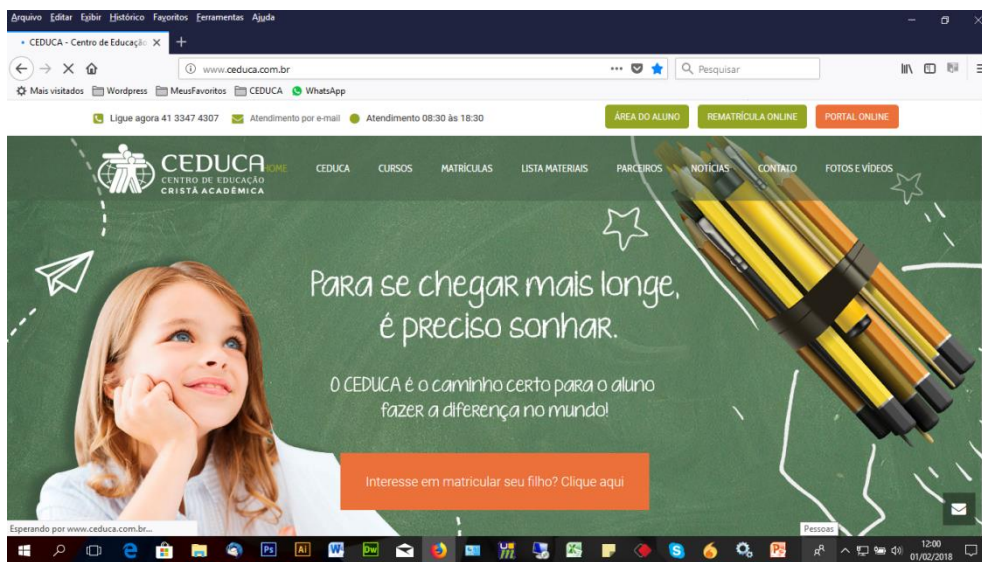 Arquivo Editar Exibir Histórico Favoritos Ferramentas Ajuda
CEDUCA - Centro de Educação
www.ceduca.com.br
Pesquisar
Mais visitados Wordpress MeusFavoritos CEDUCA WhatsApp
Ligue agora 41 3347 4307 Atendimento por e-mail Atendimento 08:30 às 18:30 ÁREA DO ALUNO REMATRÍCULA ONLINE PORTAL ONLINE
CEDUCA
CENTRO DE EDUCAÇÃO
CRISTÃ ACADÊMICA
HOME CEDUCA CURSOS MATRÍCULAS LISTA MATERIAIS PARCEIROS NOTÍCIAS CONTATO FOTOS E VÍDEOS
Para se chegar mais longe,
é preciso sonhar.
O CEDUCA é o caminho certo para o aluno
fazer a diferença no mundo!
Interesse em matricular seu filho? Clique aqui
Esperando por www.ceduca.com.br...
Pessoas
Ps Ai W Dw
12:00
01/02/2018